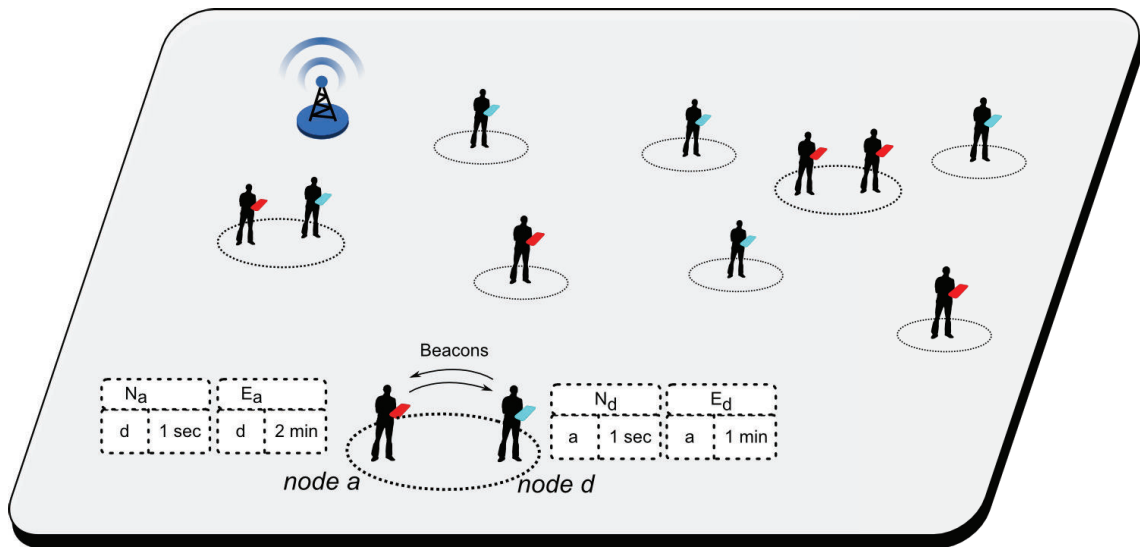 Beacons
Na Ea
d 1 sec d 2 min
Nd Ed
a 1 sec a 1 min
node a
node d